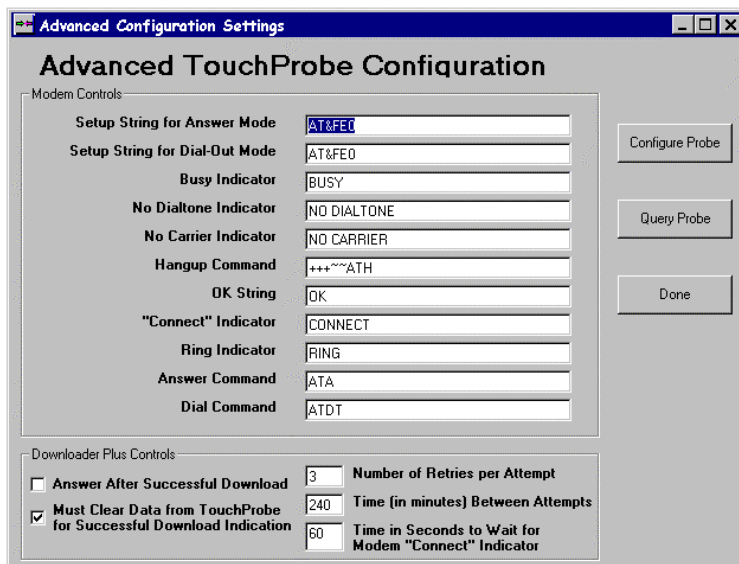 Advanced Configuration Settings
Advanced TouchProbe Configuration
Modem Controls
Setup String for Answer Mode AT&FE0
Setup String for Dial-Out Mode AT&FE0
Busy Indicator BUSY
No Dialtone Indicator NO DIALTONE
No Carrier Indicator NO CARRIER
Hangup Command +++~~ATH
OK String OK
"Connect" Indicator CONNECT
Ring Indicator RING
Answer Command ATA
Dial Command ATDT
Configure Probe
Query Probe
Done
Downloader Plus Controls
Answer After Successful Download
Must Clear Data from TouchProbe
for Successful Download Indication
3 Number of Retries per Attempt
240 Time (in minutes) Between Attempts
60 Time in Seconds to Wait for
Modem "Connect" Indicator